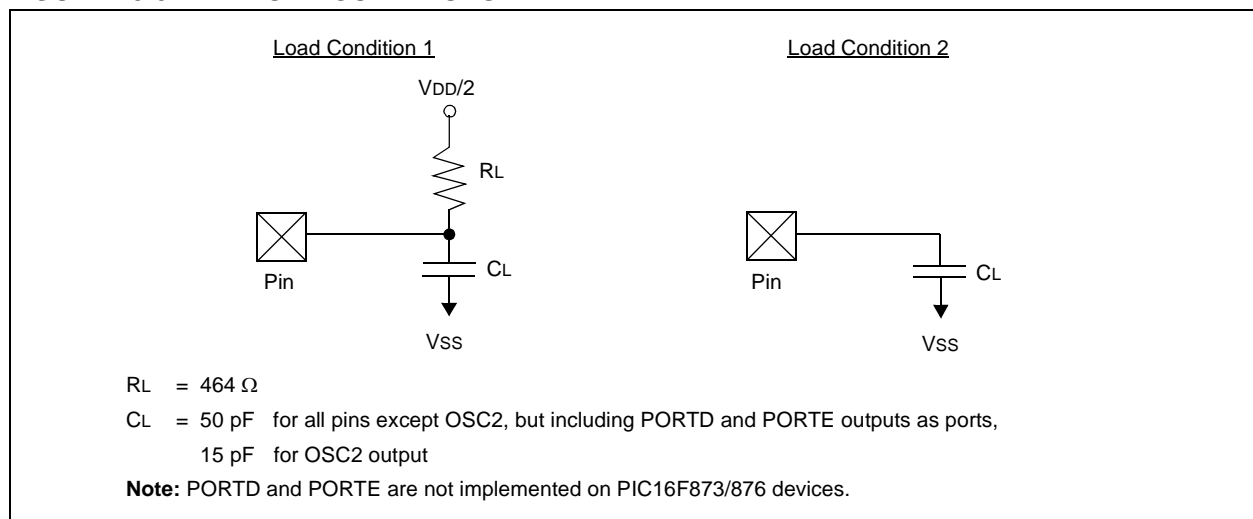 Load Condition 1
Load Condition 2
VDD/2
RL
CL
Pin
VSS
CL
Pin
VSS
RL = 464 Ω
CL = 50 pF for all pins except OSC2, but including PORTD and PORTE outputs as ports,
15 pF for OSC2 output
Note: PORTD and PORTE are not implemented on PIC16F873/876 devices.